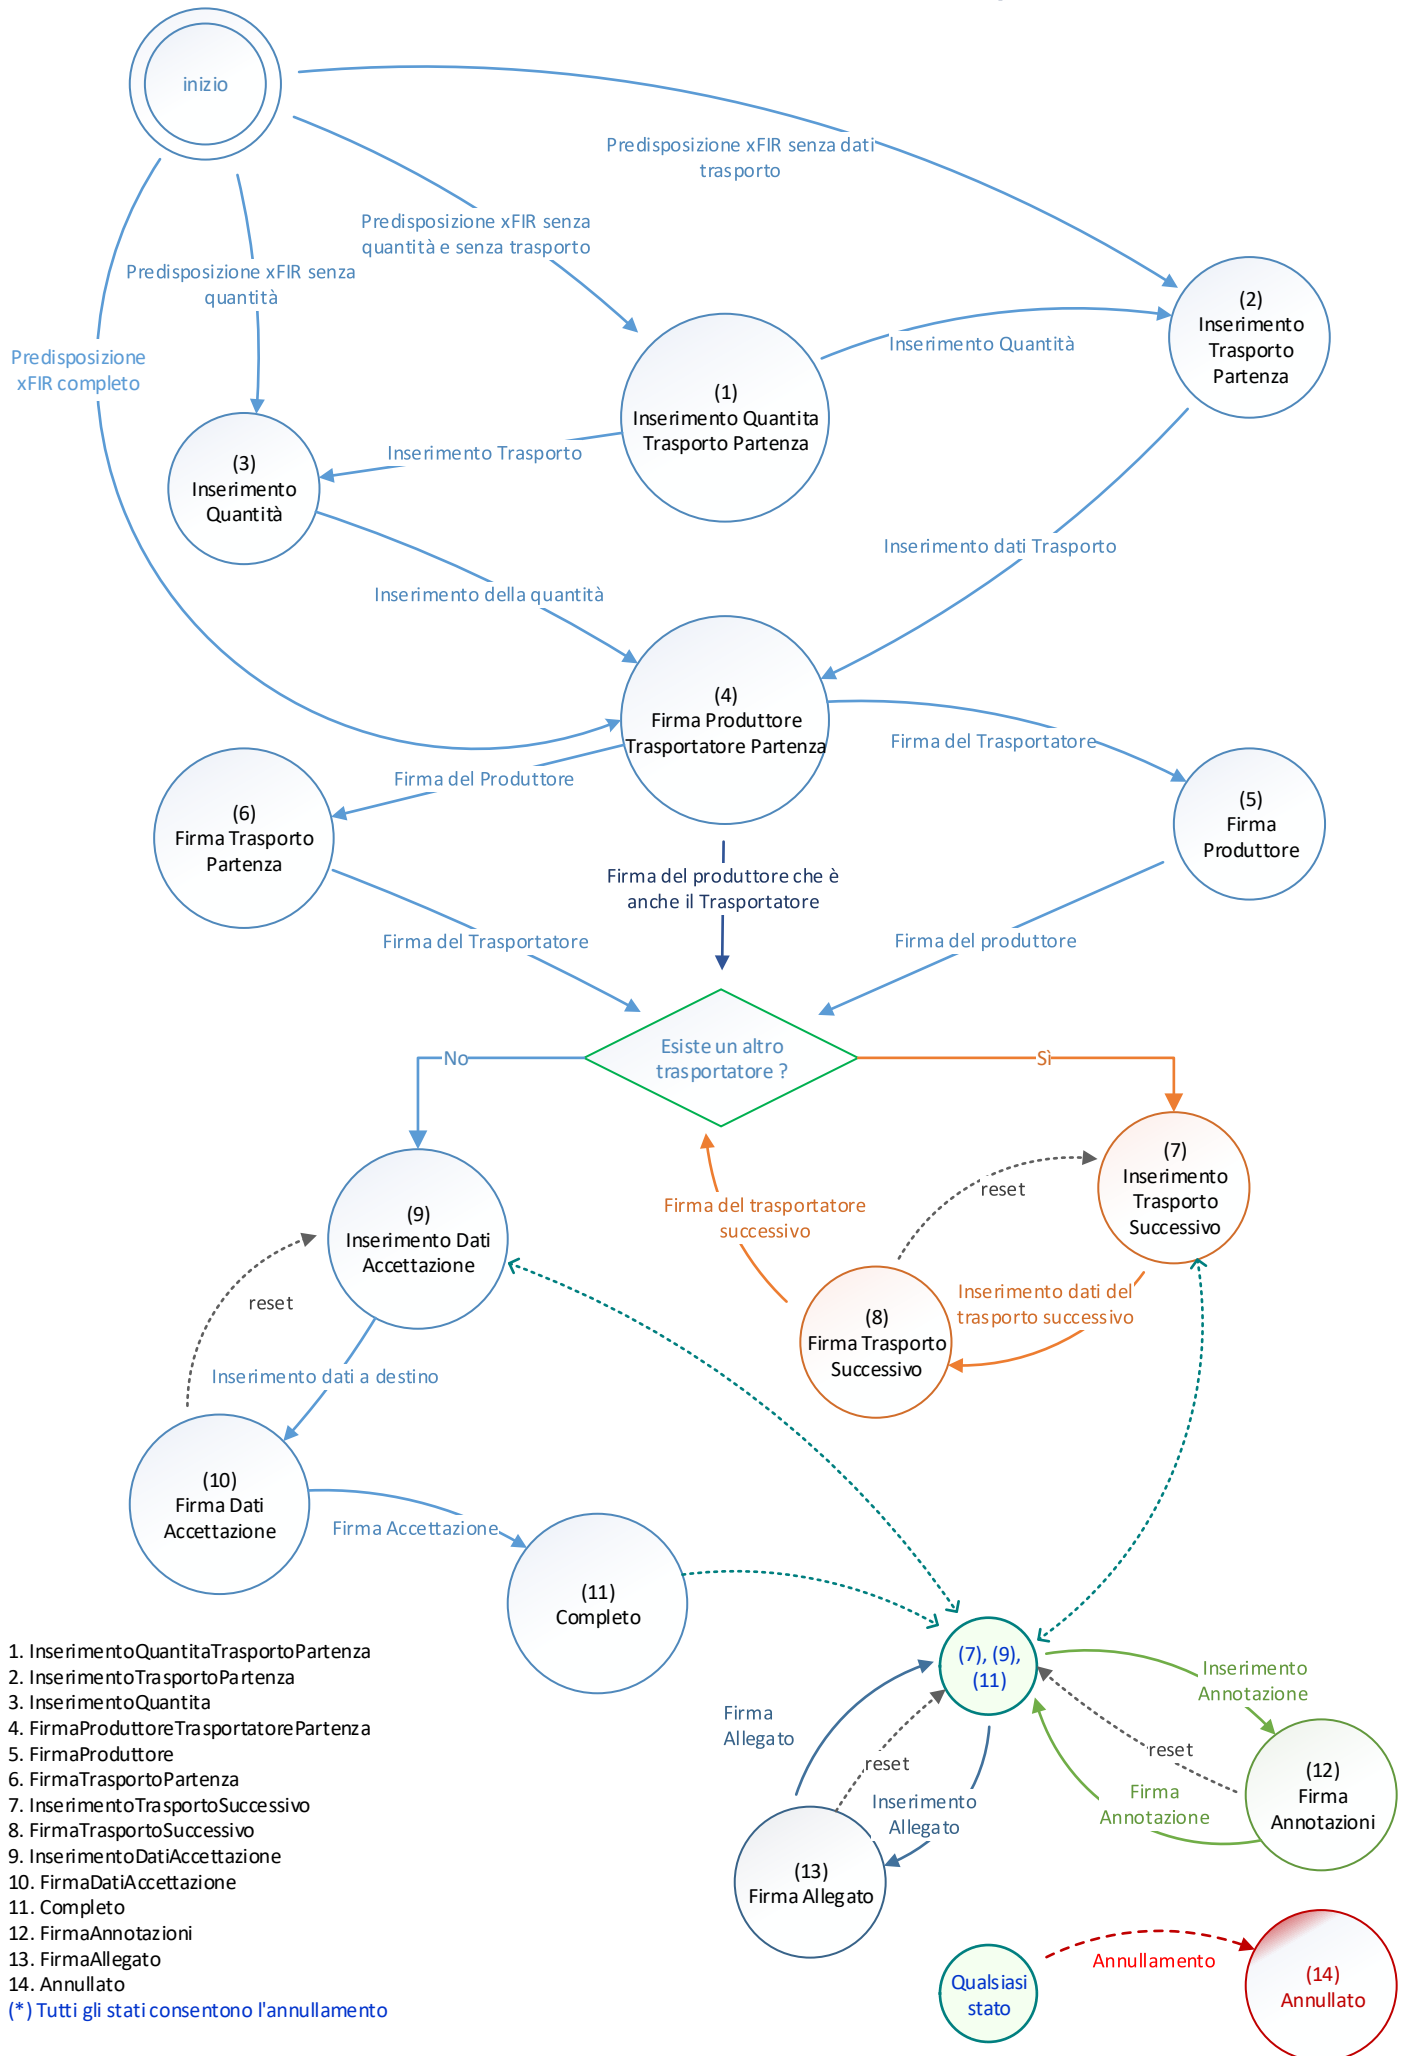 inizio
Predisposizione xFIR senza dati
trasporto
Predisposizione xFIR senza
quantità e senza trasporto
Predisposizione xFIR senza
quantità
Predisposizione
xFIR completo
(2)
Inserimento
Trasporto
Partenza
Inserimento Quantità
(1)
Inserimento Quantita
Trasporto Partenza
Inserimento Trasporto
(3)
Inserimento
Quantità
Inserimento dati Trasporto
Inserimento della quantità
(4)
Firma Produttore
Trasportatore Partenza
Firma del Trasportatore
Firma del Produttore
(6)
Firma Trasporto
Partenza
(5)
Firma
Produttore
Firma del produttore che è
anche il Trasportatore
Firma del Trasportatore
Firma del produttore
Esiste un altro
trasportatore ?
No
Sì
(7)
Inserimento
Trasporto
Successivo
reset
Firma del trasportatore
successivo
(9)
Inserimento Dati
Accettazione
reset
Inserimento dati del
trasporto successivo
(8)
Firma Trasporto
Successivo
Inserimento dati a destino
(10)
Firma Dati
Accettazione
Firma Accettazione
(11)
Completo
(7), (9),
(11)
Inserimento
Annotazione
Firma
Allegato
reset
reset
Inserimento
Allegato
Firma
Annotazione
(12)
Firma
Annotazioni
(13)
Firma Allegato
1. InserimentoQuantitaTrasportoPartenza
2. InserimentoTrasportoPartenza
3. InserimentoQuantita
4. FirmaProduttoreTrasportatorePartenza
5. FirmaProduttore
6. FirmaTrasportoPartenza
7. InserimentoTrasportoSuccessivo
8. FirmaTrasportoSuccessivo
9. InserimentoDatiAccettazione
10. FirmaDatiAccettazione
11. Completo
12. FirmaAnnotazioni
13. FirmaAllegato
14. Annullato
(*) Tutti gli stati consentono l'annullamento
Qualsiasi
stato
Annullamento
(14)
Annullato